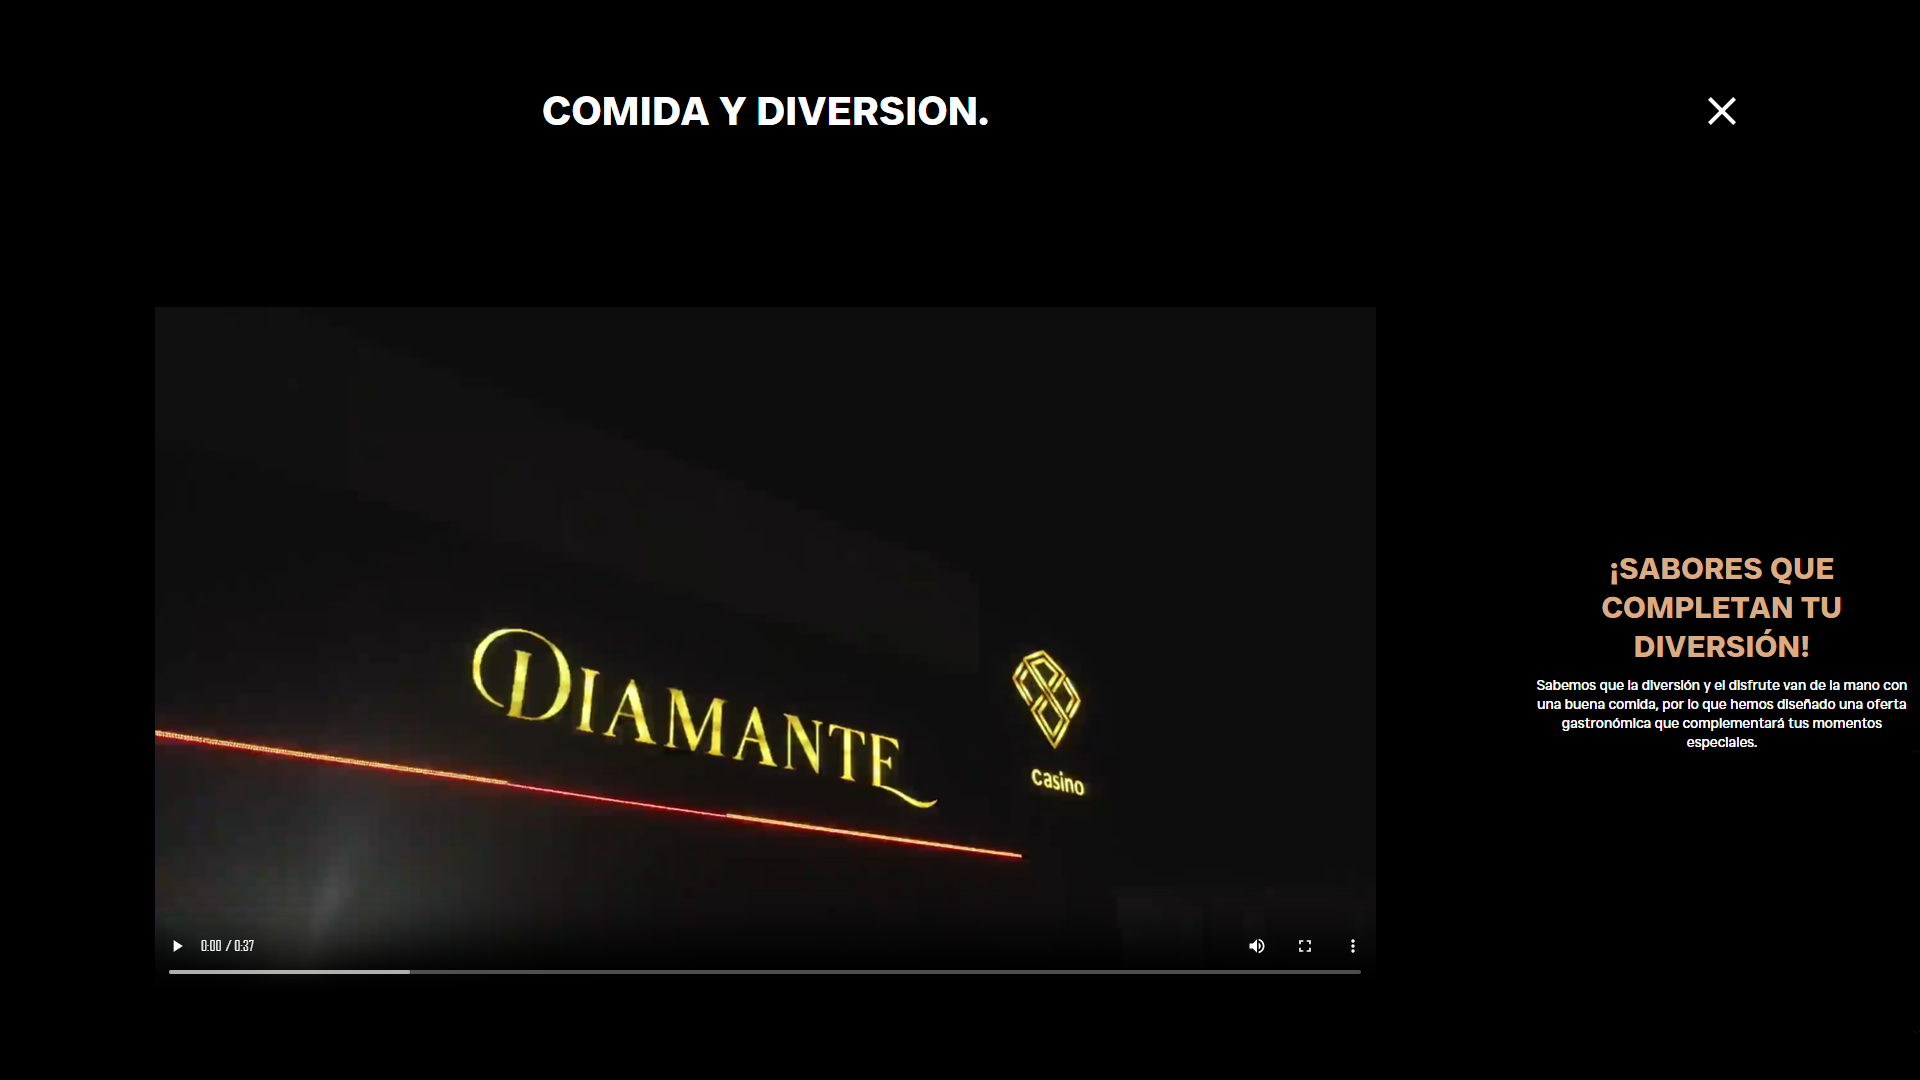 COMIDA Y DIVERSION.
DIAMANTE
Casino
0:00 / 0:37
¡SABORES QUE
COMPLETAN TU
DIVERSIÓN!
Sabemos que la diversión y el disfrute van de la mano con
una buena comida, por lo que hemos diseñado una oferta
gastronómica que complementará tus momentos
especiales.